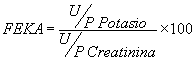 FEKA = U/P Potasio / U/P Creatinina × 100